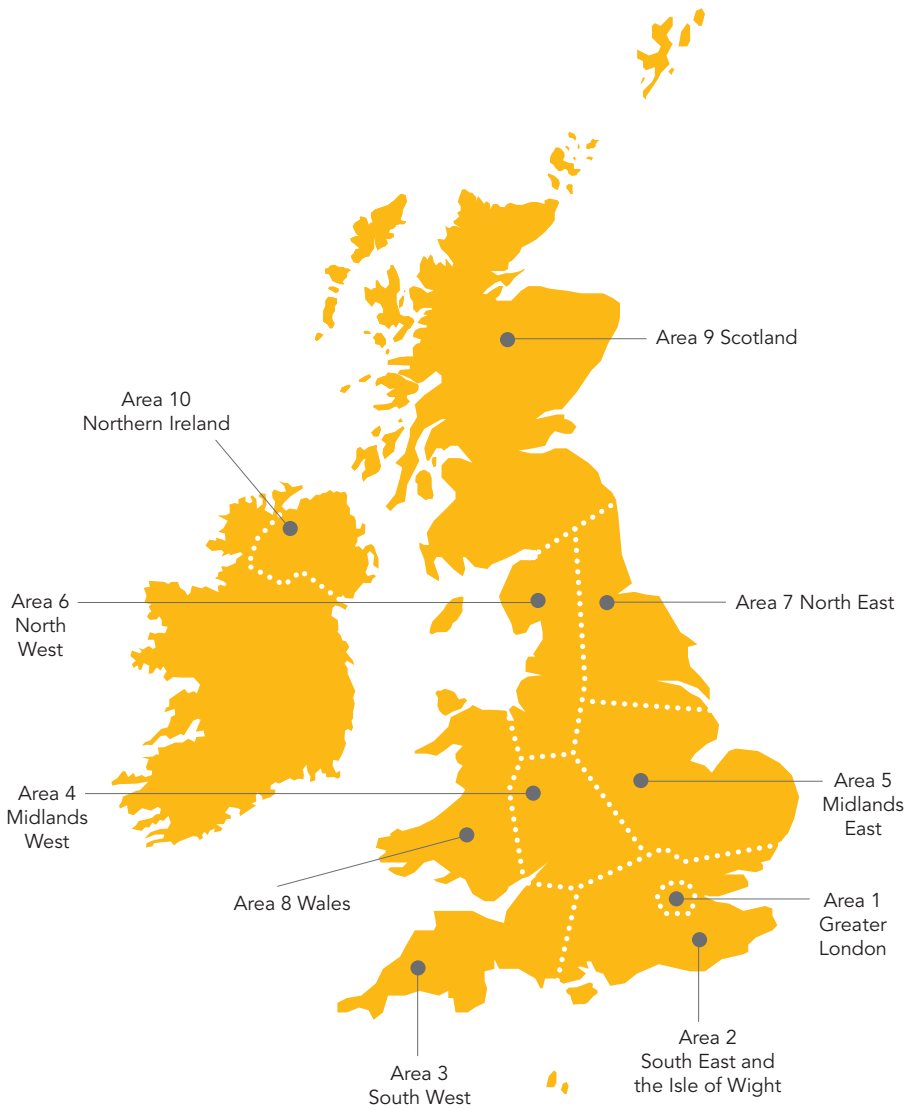 Area 9 Scotland
Area 10
Northern Ireland
Area 6
North
West
Area 7 North East
Area 4
Midlands
West
Area 5
Midlands
East
Area 8 Wales
Area 1
Greater
London
Area 2
South East and
the Isle of Wight
Area 3
South West